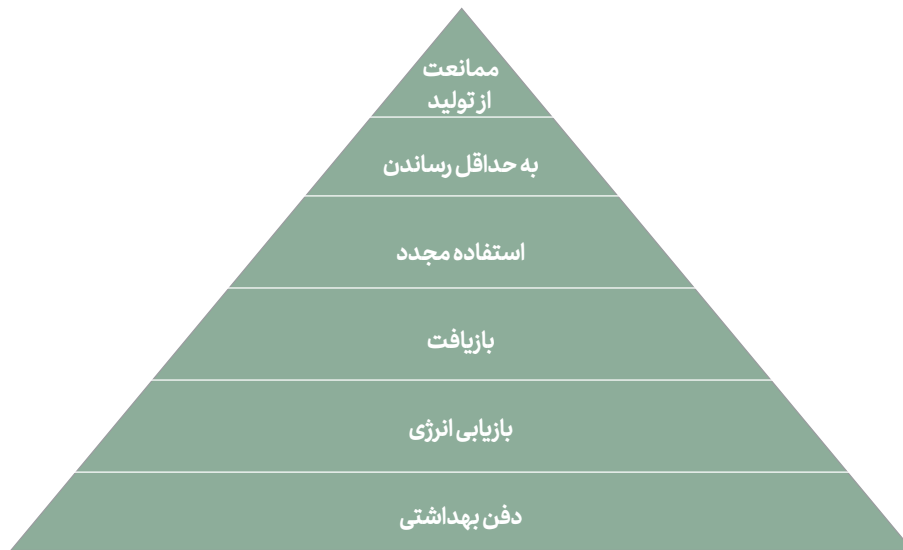 ممانعت
از تولید
به حداقل رساندن
استفاده مجدد
بازیافت
بازیابی انرژی
دفن بهداشتی